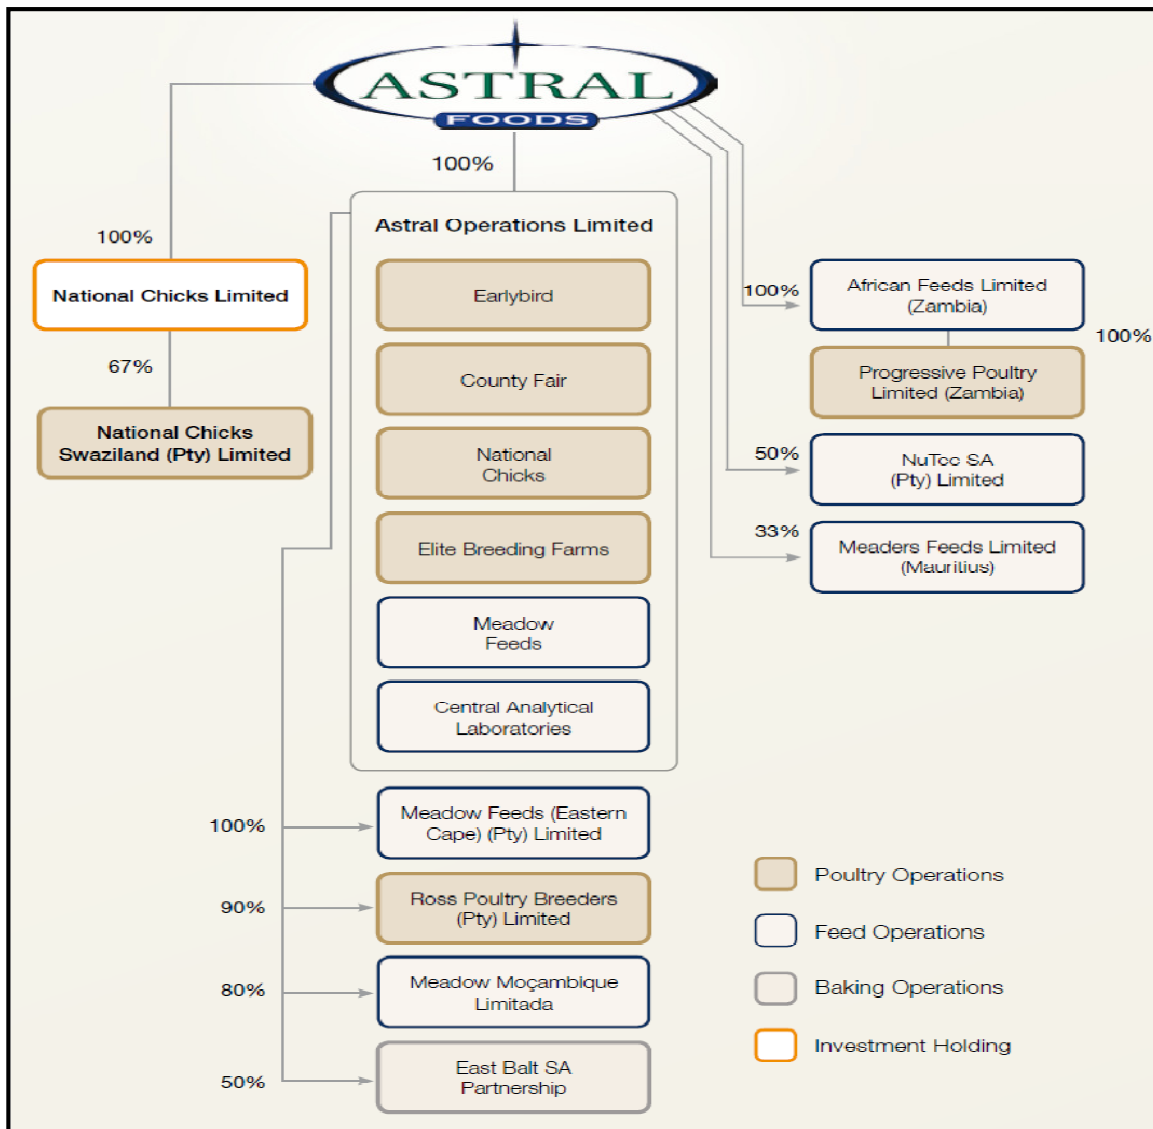 ASTRAL
FOODS
100%
Astral Operations Limited
Earlybird
County Fair
National
Chicks
Elite Breeding Farms
Meadow
Feeds
Central Analytical
Laboratories
100%
National Chicks Limited
67%
National Chicks
Swaziland (Pty) Limited
100%
African Feeds Limited
(Zambia)
100%
Progressive Poultry
Limited (Zambia)
50%
NuTec SA
(Pty) Limited
33%
Meaders Feeds Limited
(Mauritius)
100%
Meadow Feeds (Eastern
Cape) (Pty) Limited
90%
Ross Poultry Breeders
(Pty) Limited
80%
Meadow Moçambique
Limitada
50%
East Balt SA
Partnership
Poultry Operations
Feed Operations
Baking Operations
Investment Holding